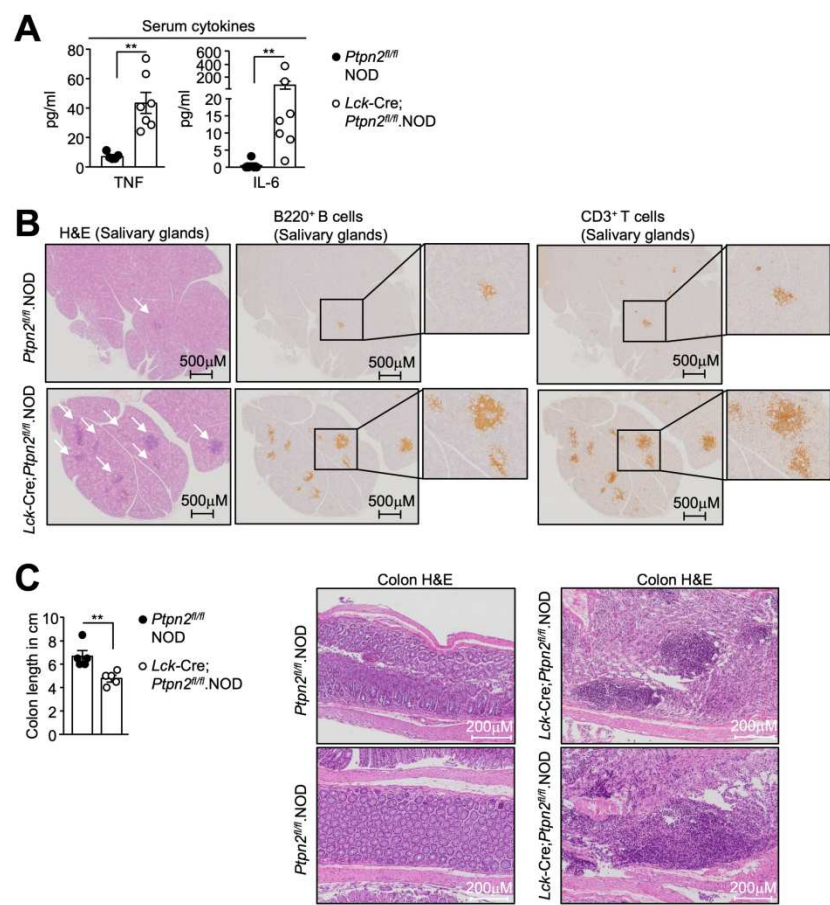 A
Serum cytokines
**
**
80
60
40
20
0
pg/ml
TNF
600
400
200
20
15
10
5
0
pg/ml
IL-6
Ptpn2fl/fl
NOD
Lck-Cre;
Ptpn2fl/fl.NOD
B
H&E (Salivary glands)
B220+ B cells
(Salivary glands)
CD3+ T cells
(Salivary glands)
Ptpn2fl/fl.NOD
500µM
500µM
500µM
Lck-Cre;Ptpn2fl/fl.NOD
500µM
500µM
500µM
C
Colon length in cm
10
8
6
4
2
0
**
Ptpn2fl/fl
NOD
Lck-Cre;
Ptpn2fl/fl.NOD
Colon H&E
Colon H&E
Ptpn2fl/fl.NOD
200µM
Lck-Cre;Ptpn2fl/fl.NOD
200µM
Ptpn2fl/fl.NOD
200µM
Lck-Cre;Ptpn2fl/fl.NOD
200µM